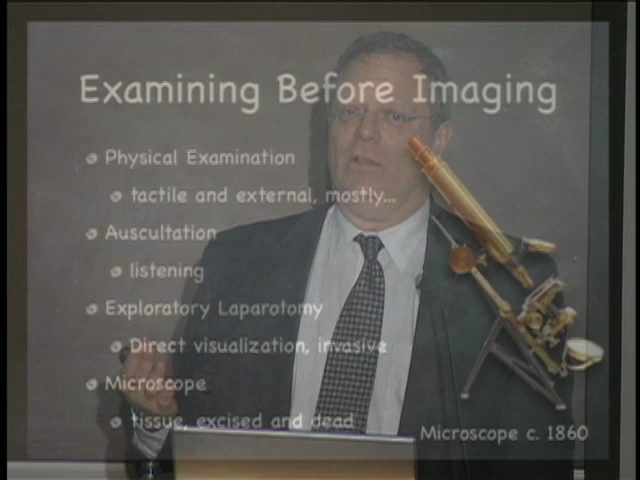 Examining Before Imaging
Physical Examination
tactile and external, mostly...
Auscultation
listening
Exploratory Laparotomy
Direct visualization, invasive
Microscope
tissue, excised and dead
Microscope c. 1860